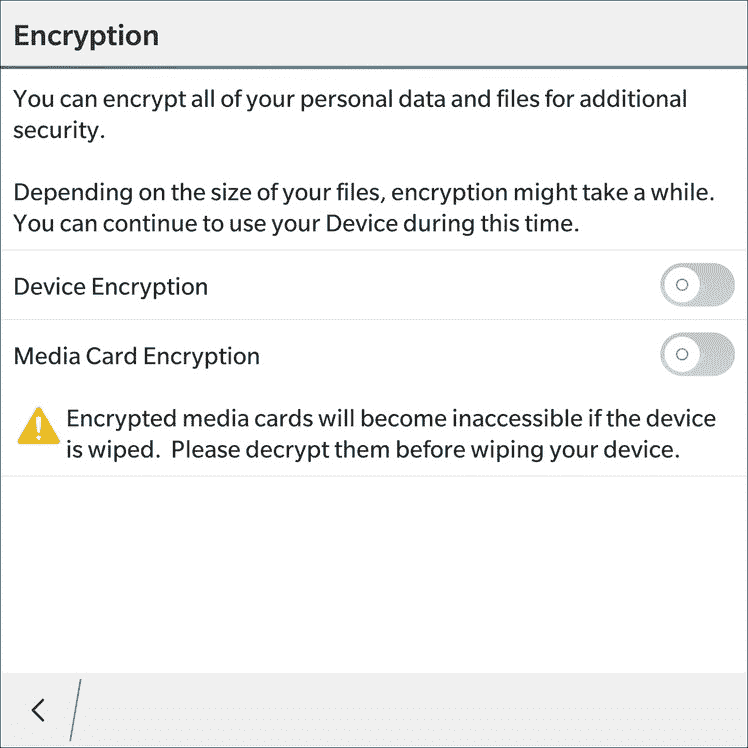 Encryption
You can encrypt all of your personal data and files for additional
security.
Depending on the size of your files, encryption might take a while.
You can continue to use your Device during this time.
Device Encryption
Media Card Encryption
Encrypted media cards will become inaccessible if the device
is wiped.  Please decrypt them before wiping your device.